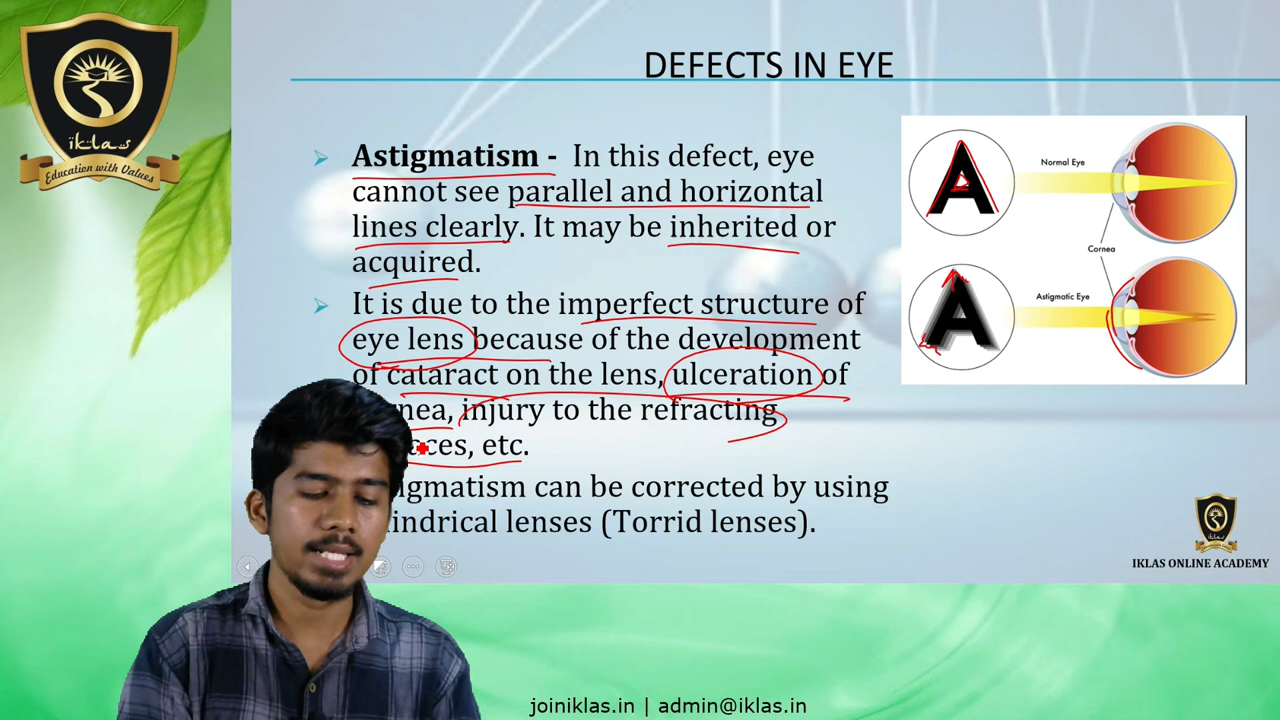 iklas
Education with Values
DEFECTS IN EYE
Astigmatism - In this defect, eye
cannot see parallel and horizontal
lines clearly. It may be inherited or
acquired.
It is due to the imperfect structure of
eye lens because of the development
of cataract on the lens, ulceration of
injury to the refracting
etc.
can be corrected by using
lenses (Torrid lenses).
A
Normal Eye
Cornea
A
Astigmatic Eye
IKLAS ONLINE ACADEMY
joiniklas.in | admin@iklas.in